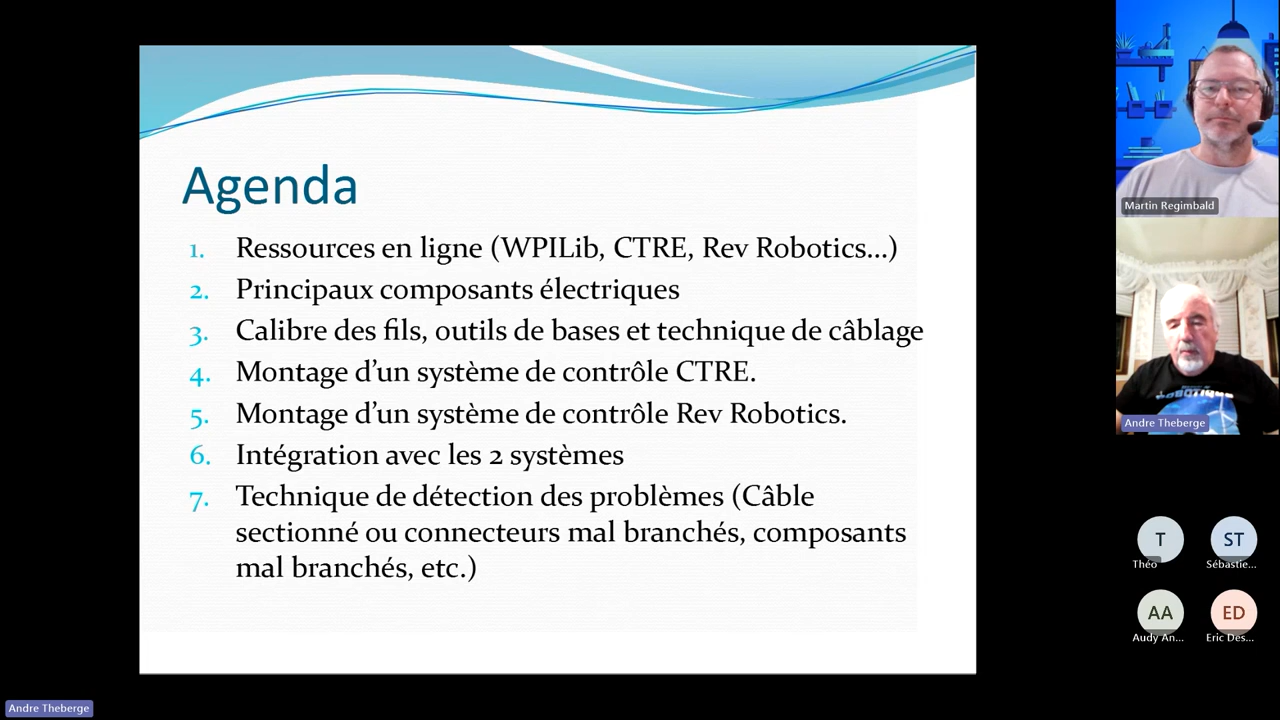 Agenda
1. Ressources en ligne (WPILib, CTRE, Rev Robotics...)
2. Principaux composants électriques
3. Calibre des fils, outils de bases et technique de câblage
4. Montage d'un système de contrôle CTRE.
5. Montage d'un système de contrôle Rev Robotics.
6. Intégration avec les 2 systèmes
7. Technique de détection des problèmes (Câble
sectionné ou connecteurs mal branchés, composants
mal branchés, etc.)
Martin Regimbald
Andre Theberge
T
Théo
ST
Sébastie...
AA
Audy An...
ED
Eric Des...
Andre Theberge